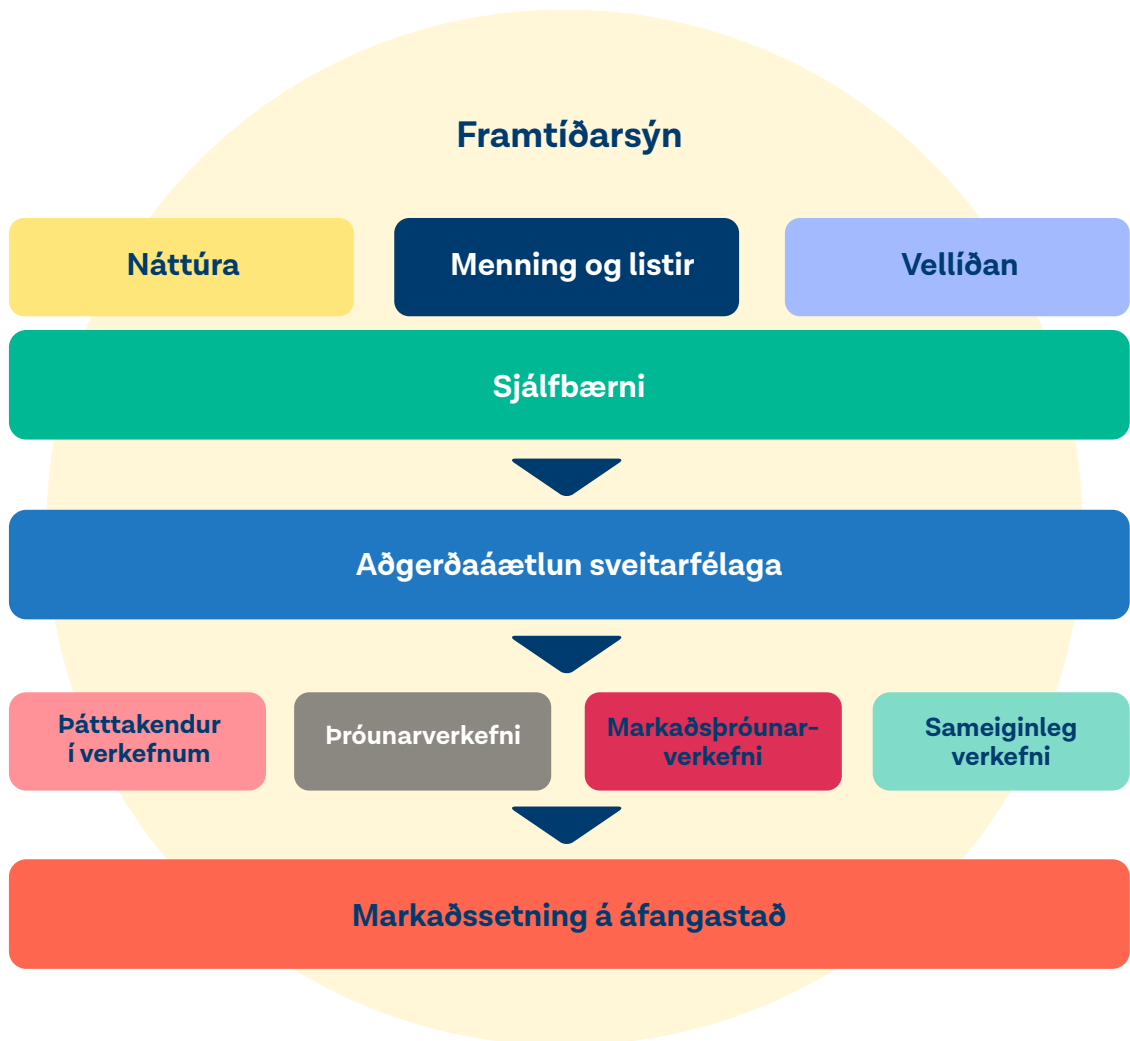 Framtíðarsýn
Náttúra
Menning og listir
Vellíðan
Sjálfbærni
Aðgerðaáætlun sveitarfélaga
Þátttakendur
í verkefnum
Þróunarverkefni
Markaðsþróunar-
verkefni
Sameiginleg
verkefni
Markaðssetning á áfangastað